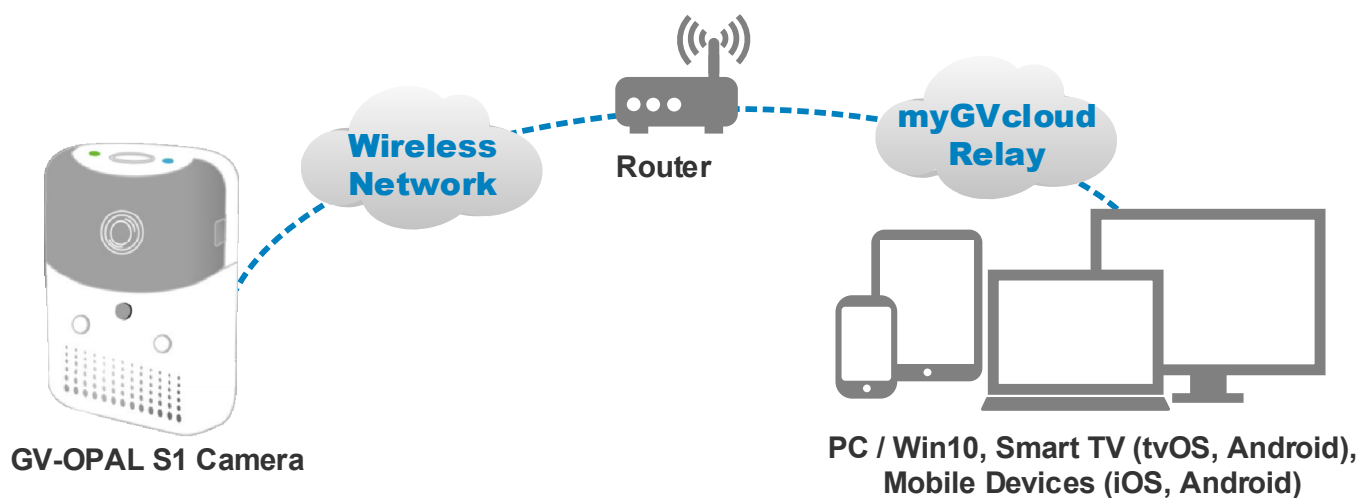 Wireless
Network
Router
myGVcloud
Relay
GV-OPAL S1 Camera
PC / Win10, Smart TV (tvOS, Android),
Mobile Devices (iOS, Android)